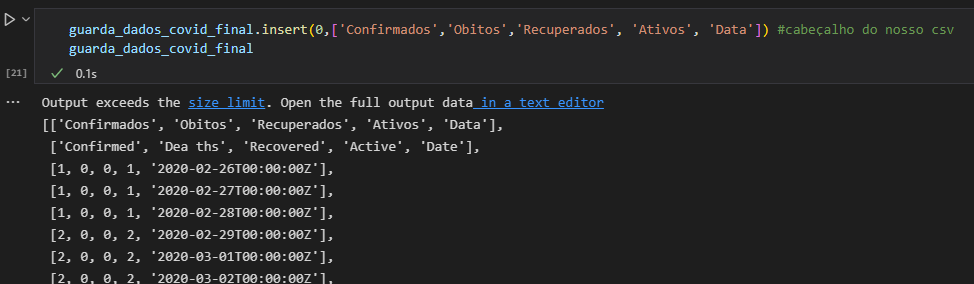 guarda_dados_covid_final.insert(0,['Confirmados','Obitos','Recuperados', 'Ativos', 'Data']) #cabeçalho do nosso csv
guarda_dados_covid_final
[21]
0.1s
Output exceeds the size limit. Open the full output data in a text editor
[['Confirmados', 'Obitos', 'Recuperados', 'Ativos', 'Data'],
['Confirmed', 'Dea ths', 'Recovered', 'Active', 'Date'],
[1, 0, 0, 1, '2020-02-26T00:00:00Z'],
[1, 0, 0, 1, '2020-02-27T00:00:00Z'],
[1, 0, 0, 1, '2020-02-28T00:00:00Z'],
[2, 0, 0, 2, '2020-02-29T00:00:00Z'],
[2, 0, 0, 2, '2020-03-01T00:00:00Z'],
[2, 0, 0, 2, '2020-03-02T00:00:00Z'],